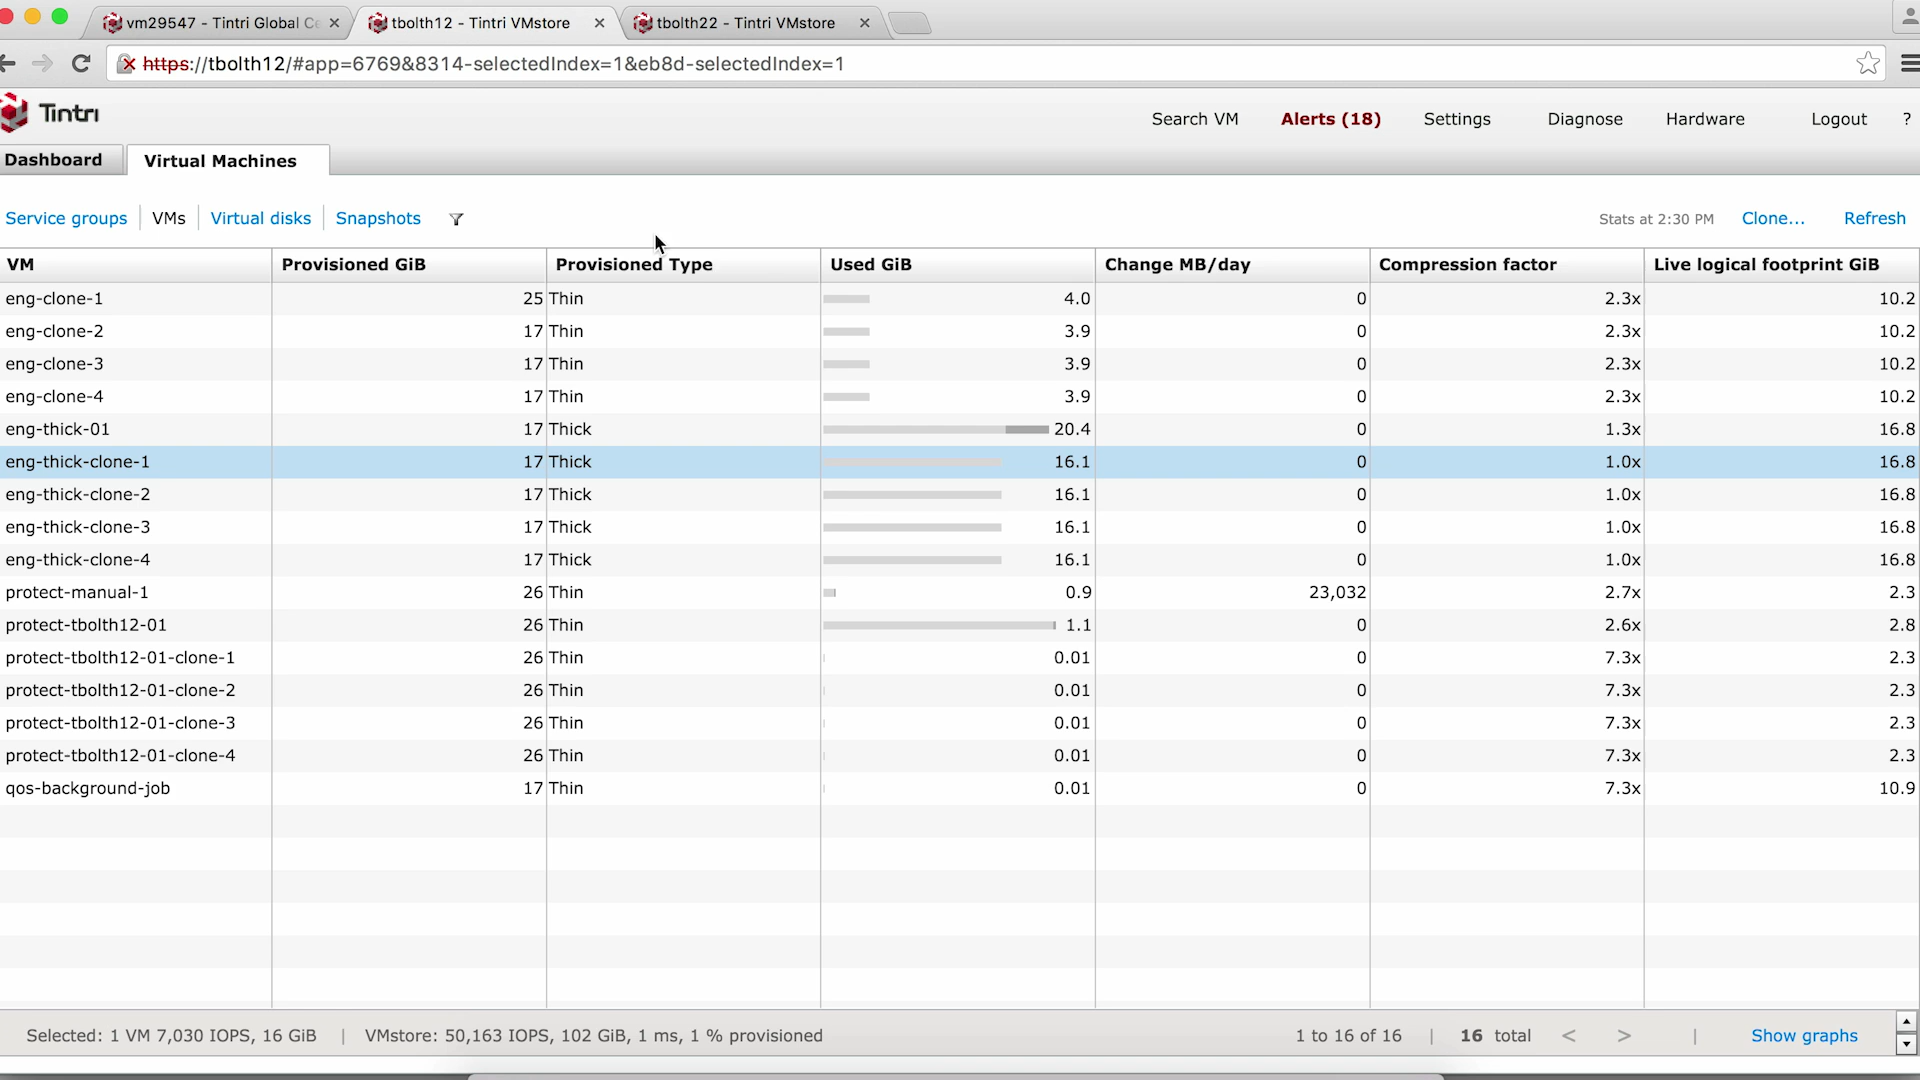 vm29547 - Tintri Global Ce
tbolth12 - Tintri VMstore
tbolth22 - Tintri VMstore
https://tbolth12/#app=6769&8314-selectedIndex=1&eb8d-selectedIndex=1
Tintri
Search VM Alerts (18) Settings Diagnose Hardware Logout ?
Dashboard Virtual Machines
Service groups VMs Virtual disks Snapshots Stats at 2:30 PM Clone... Refresh
VM Provisioned GiB Provisioned Type Used GiB Change MB/day Compression factor Live logical footprint GiB
eng-clone-1 25 Thin 4.0 0 2.3x 10.2
eng-clone-2 17 Thin 3.9 0 2.3x 10.2
eng-clone-3 17 Thin 3.9 0 2.3x 10.2
eng-clone-4 17 Thin 3.9 0 2.3x 10.2
eng-thick-01 17 Thick 20.4 0 1.3x 16.8
eng-thick-clone-1 17 Thick 16.1 0 1.0x 16.8
eng-thick-clone-2 17 Thick 16.1 0 1.0x 16.8
eng-thick-clone-3 17 Thick 16.1 0 1.0x 16.8
eng-thick-clone-4 17 Thick 16.1 0 1.0x 16.8
protect-manual-1 26 Thin 0.9 23,032 2.7x 2.3
protect-tbolth12-01 26 Thin 1.1 0 2.6x 2.8
protect-tbolth12-01-clone-1 26 Thin 0.01 0 7.3x 2.3
protect-tbolth12-01-clone-2 26 Thin 0.01 0 7.3x 2.3
protect-tbolth12-01-clone-3 26 Thin 0.01 0 7.3x 2.3
protect-tbolth12-01-clone-4 26 Thin 0.01 0 7.3x 2.3
qos-background-job 17 Thin 0.01 0 7.3x 10.9
Selected: 1 VM 7,030 IOPS, 16 GiB | VMstore: 50,163 IOPS, 102 GiB, 1 ms, 1 % provisioned 1 to 16 of 16 | 16 total < > | Show graphs